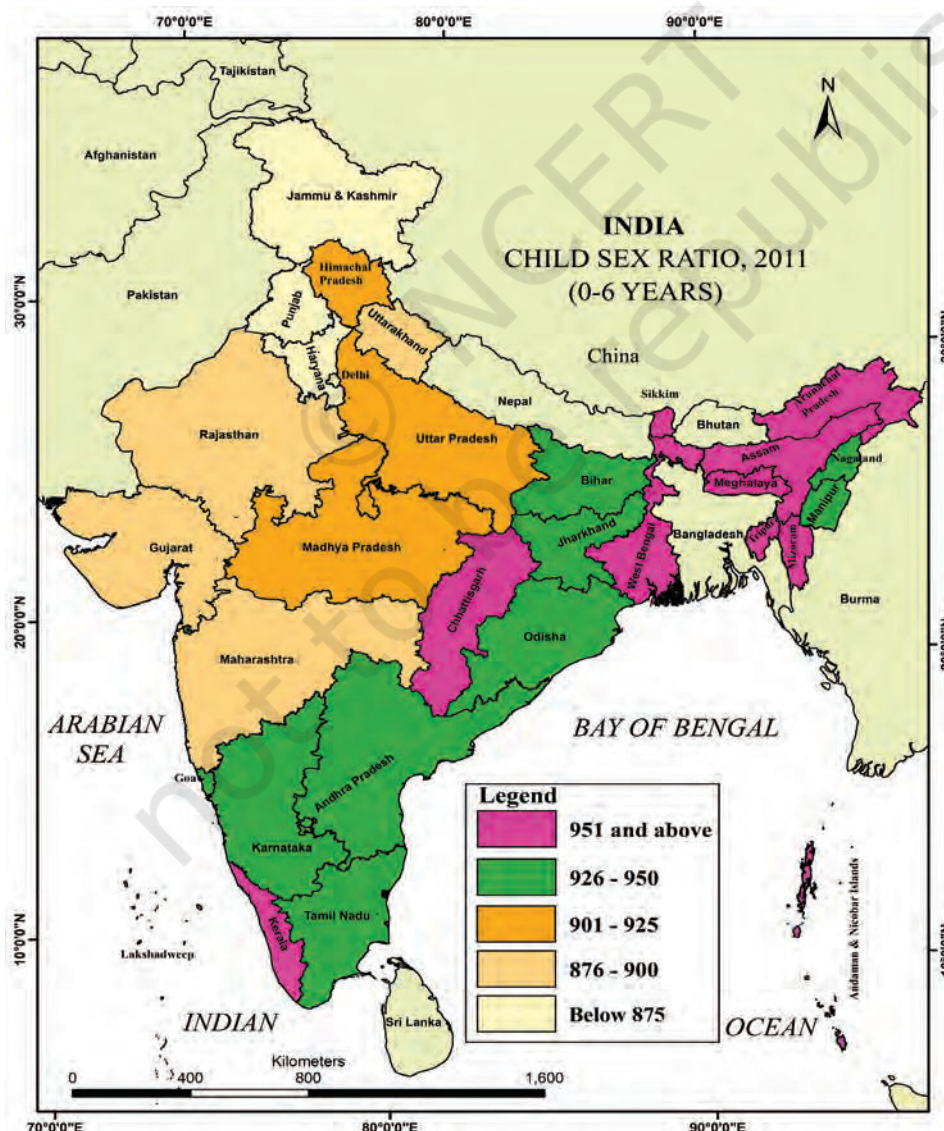 70°0'0"E 80°0'0"E 90°0'0"E
Tajikistan
N
Afghanistan
Jammu & Kashmir
INDIA
CHILD SEX RATIO, 2011
(0-6 YEARS)
Himachal
Pradesh
Pakistan
30°0'0"N
Punjab
Uttarakhand
China
Haryana
Delhi
Sikkim
Nepal
Arunachal
Pradesh
Bhutan
Rajasthan
Uttar Pradesh
Assam
Nagaland
Bihar
Meghalaya
Manipur
Jharkhand
Bangladesh
Gujarat
Madhya Pradesh
West Bengal
Mizoram
Chhattisgarh
Burma
20°0'0"N
Odisha
Maharashtra
ARABIAN
SEA
BAY OF BENGAL
Goa
Andhra Pradesh
Legend
951 and above
926 - 950
901 - 925
876 - 900
Below 875
Karnataka
Tamil Nadu
Kerala
10°0'0"N
Lakshadweep
Andaman & Nicobar Islands
INDIAN
Sri Lanka
OCEAN
Kilometers
0 400 800 1,600
70°0'0"E 80°0'0"E 90°0'0"E
© NCERT
not to be republis